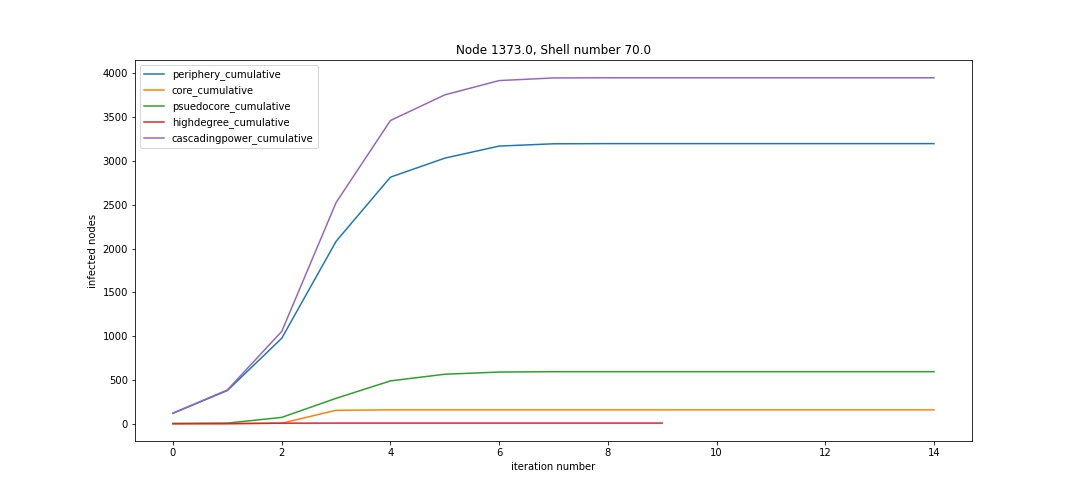 Node 1373.0, Shell number 70.0
periphery_cumulative
core_cumulative
psuedocore_cumulative
highdegree_cumulative
cascadingpower_cumulative
infected nodes
4000
3500
3000
2500
2000
1500
1000
500
0
0 2 4 6 8 10 12 14
iteration number